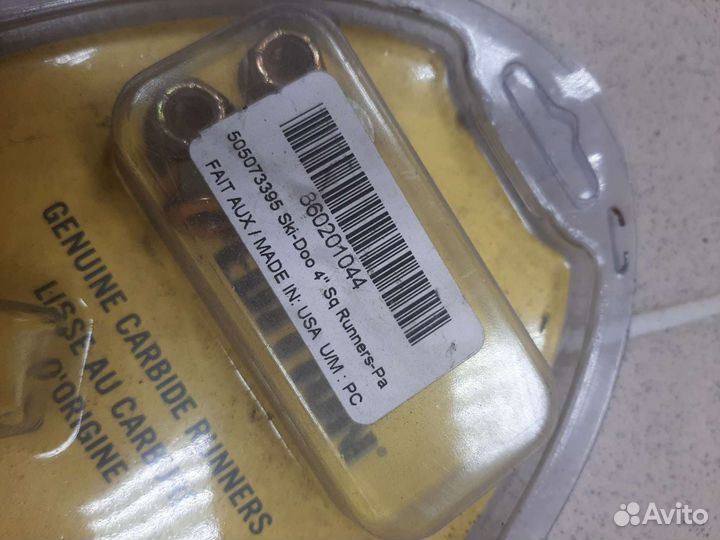 860201044
505073395 Ski-Doo 4" Sq Runners-Pa
FAIT AUX / MADE IN: USA U/M : PC
GENUINE CARBIDE RUNNERS
LISSE AU CARBURE
D'ORIGINE
Avito